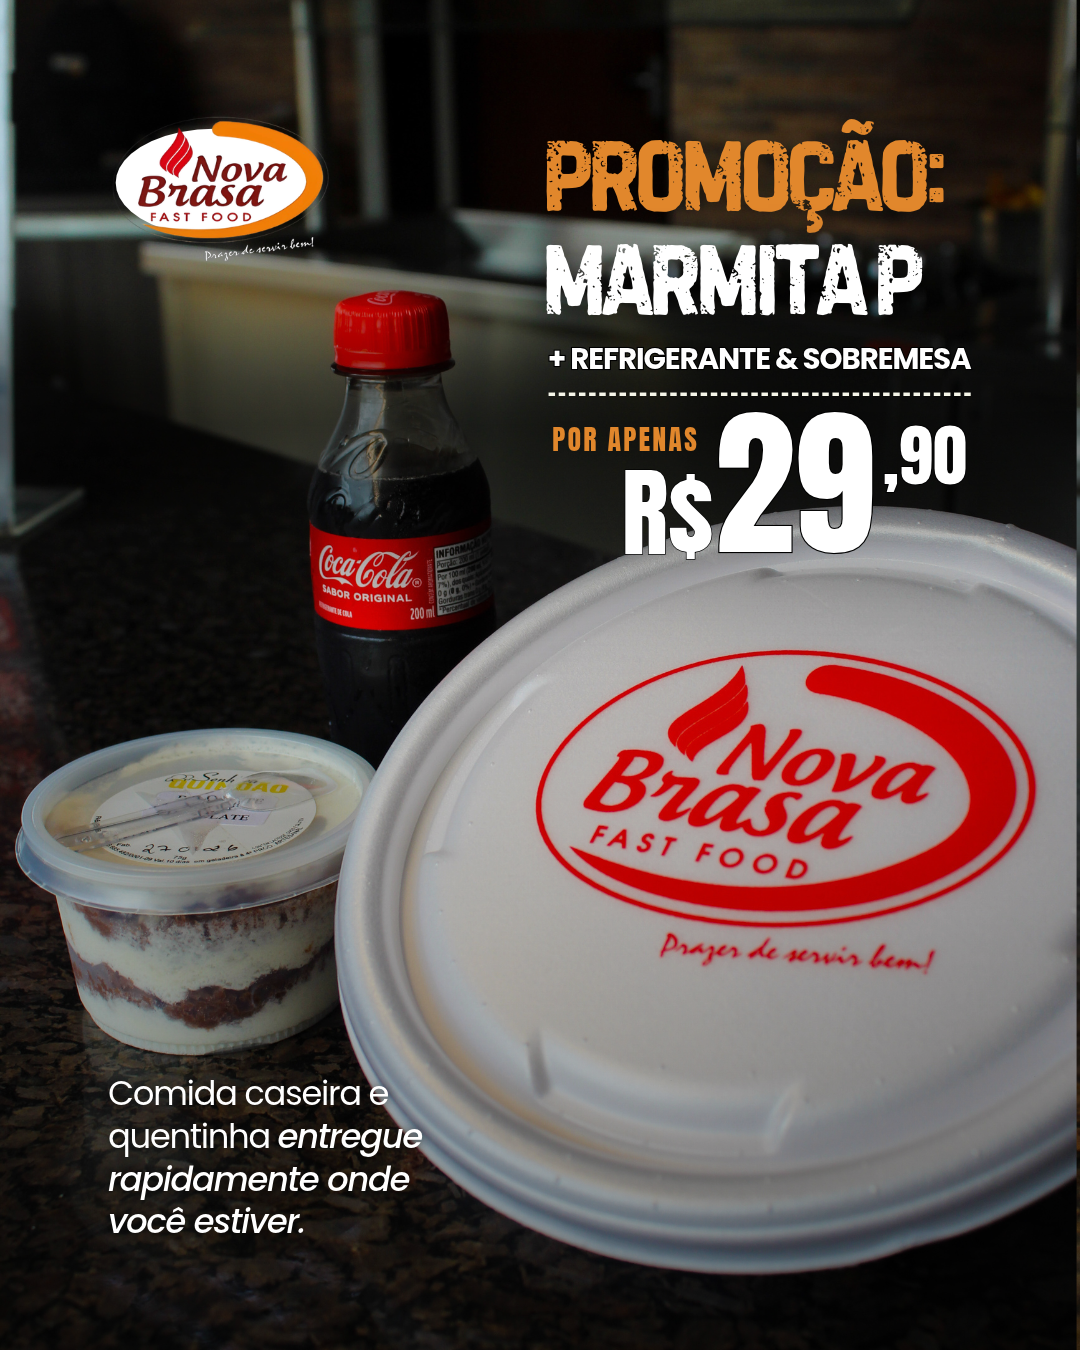 Nova
Brasa
FAST FOOD
Prazer de servir bem!
PROMOÇÃO:
MARMITA P
+ REFRIGERANTE & SOBREMESA
POR APENAS
R$29,90
Coca-Cola
SABOR ORIGINAL
200 ml
Nova
Brasa
FAST FOOD
Prazer de servir bem!
Comida caseira e
quentinha entregue
rapidamente onde
você estiver.